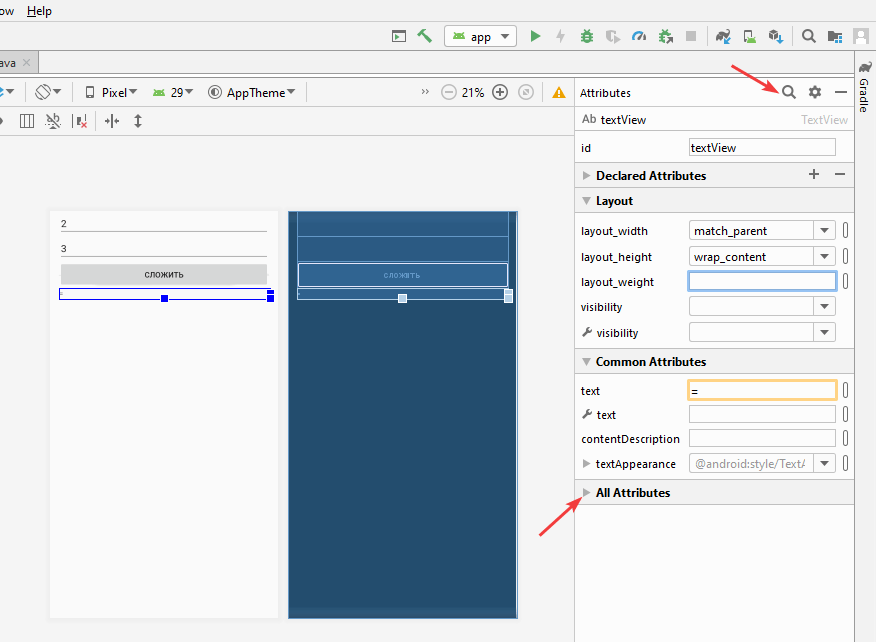 ow Help
app
ava
Pixel 29 AppTheme 21%
Attributes
Ab textView TextView
id textView
Declared Attributes
Layout
layout_width match_parent
layout_height wrap_content
layout_weight
visibility
visibility
Common Attributes
text =
text
contentDescription
textAppearance @android:style/TextA
All Attributes
Gradle
2
3
СЛОЖИТЬ
СЛОЖИТЬ